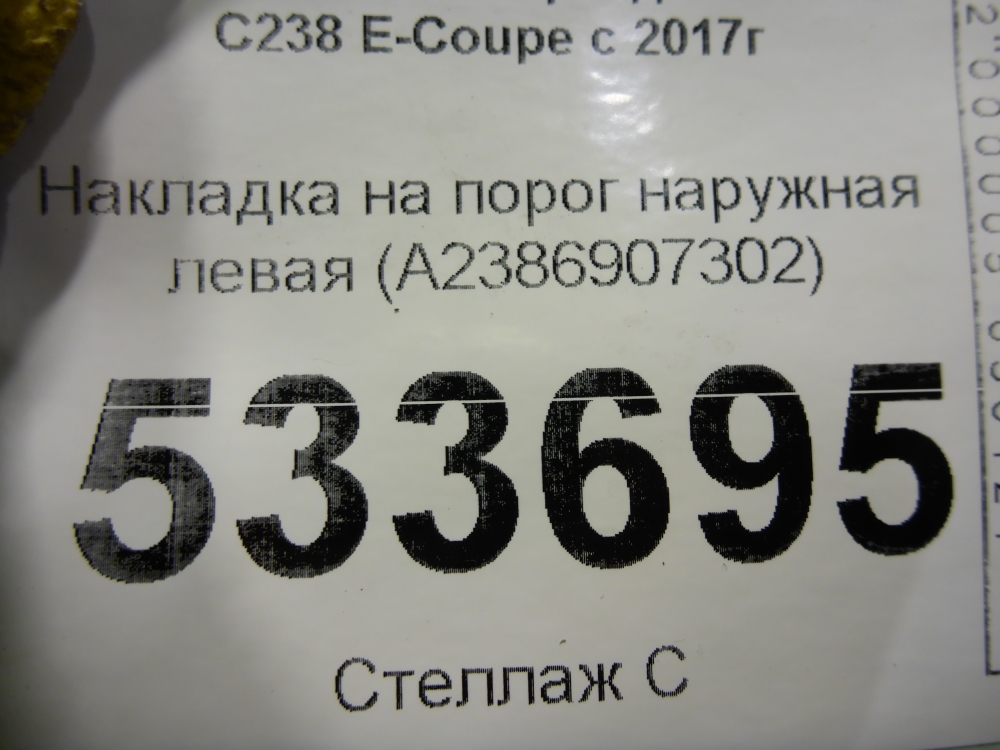 C238 E-Coupe с 2017г
Накладка на порог наружная
левая (A2386907302)
533695
Стеллаж С